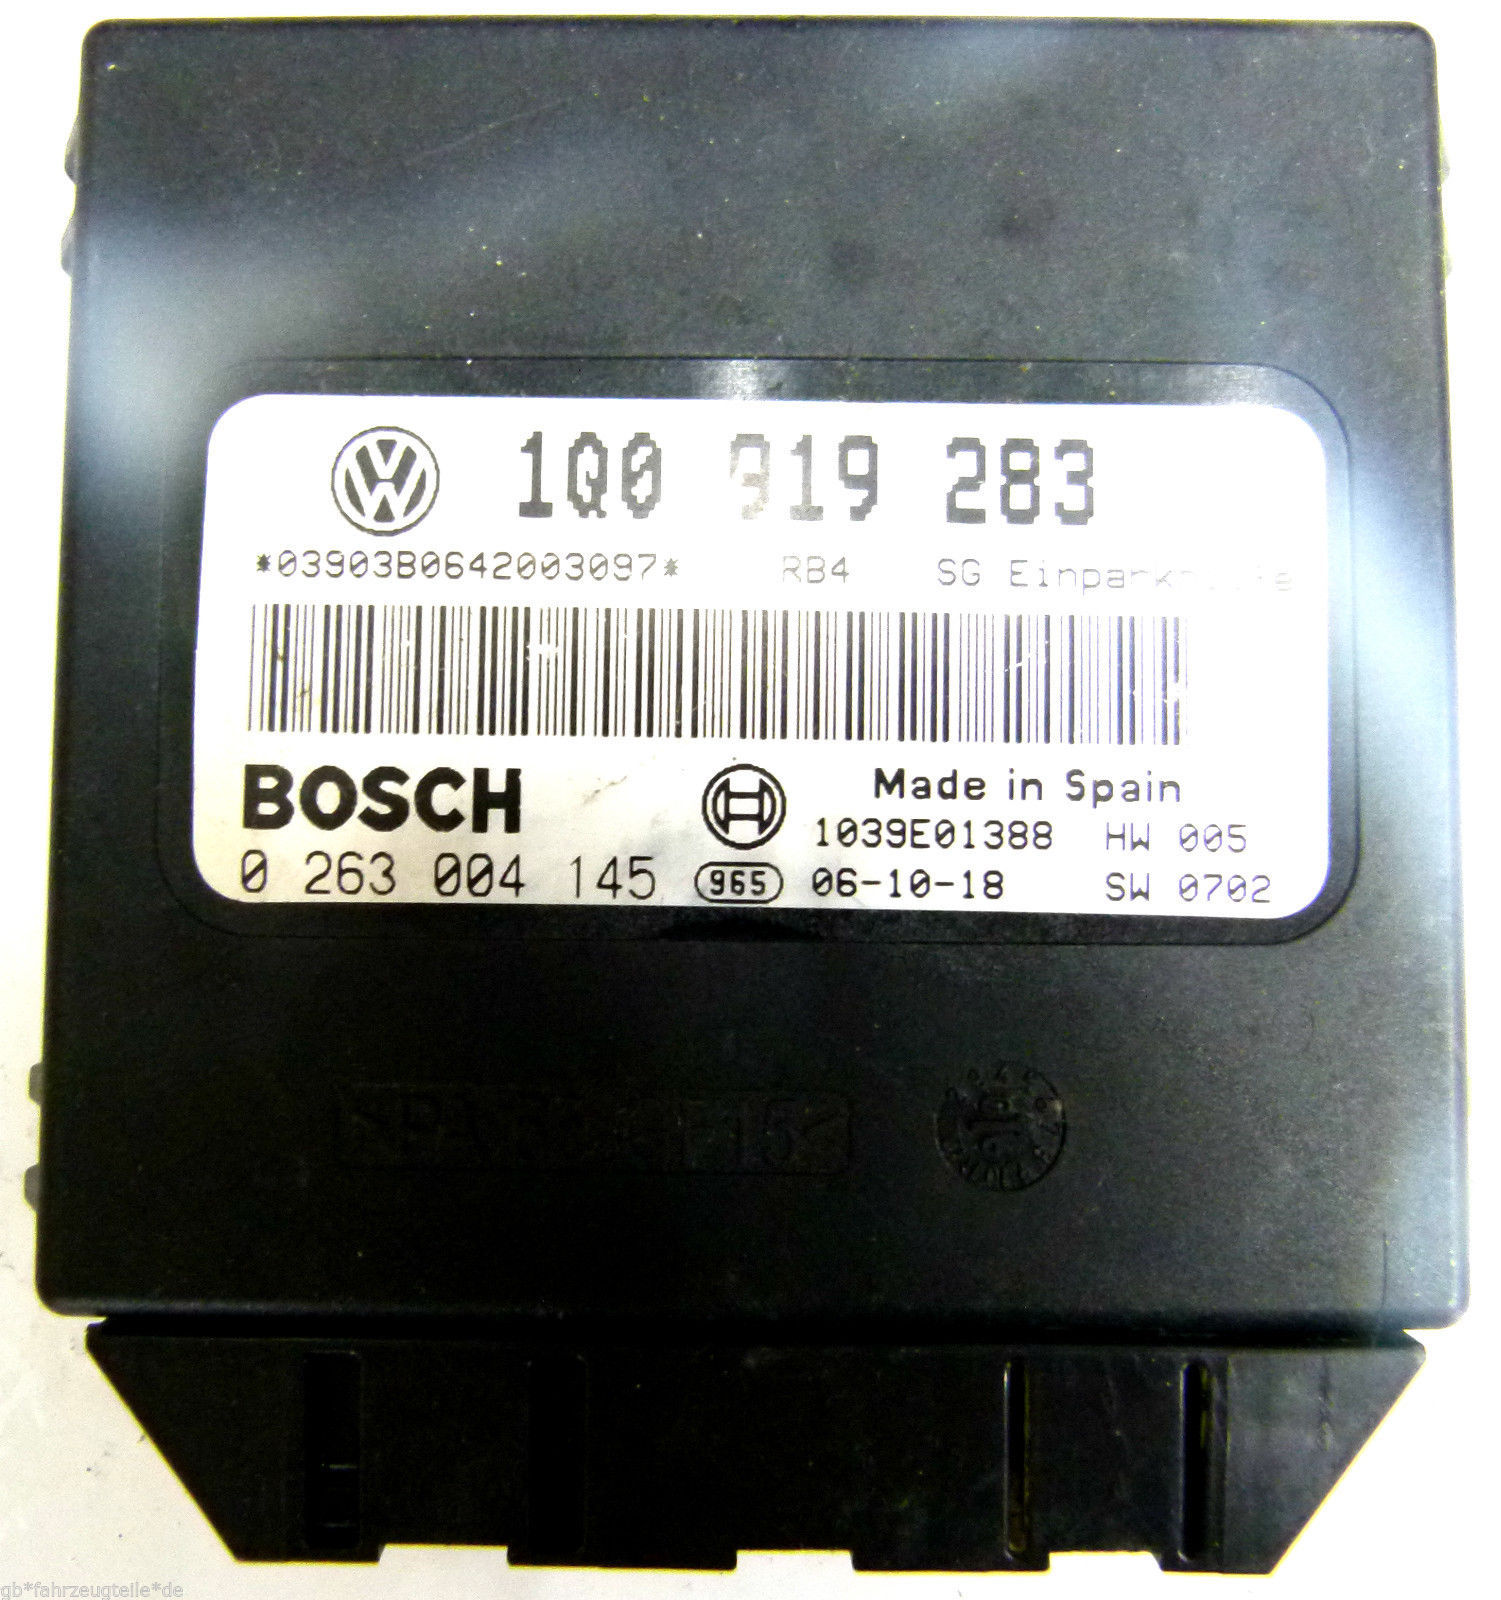 1Q0 919 283
*03903B0642003097* RB4 SG
BOSCH
Made in Spain
1039E01388 HW 005
0 263 004 145 965 06-10-18 SW 0702
gb*fahrzeugteile*de